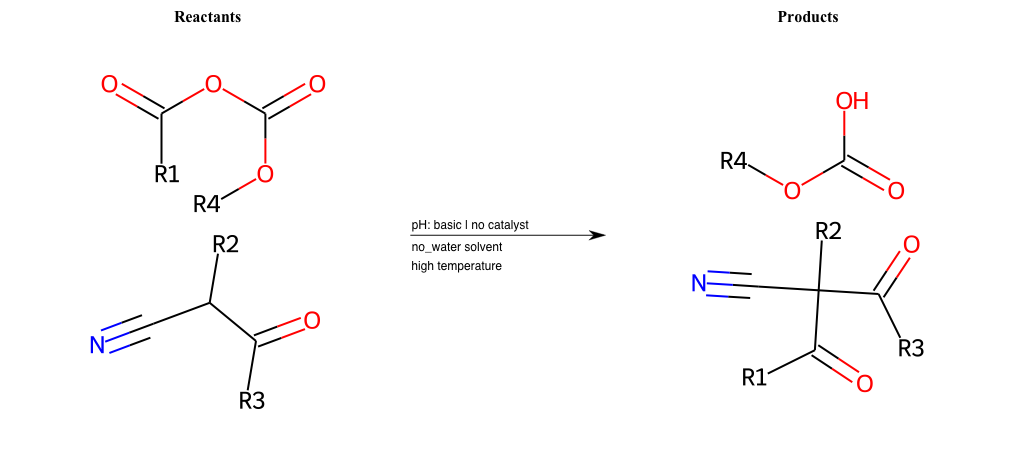 Reactants
Products
O
O
O
R1
O
R4
R2
N
O
R3
pH: basic | no catalyst
no_water solvent
high temperature
OH
R4
O
O
R2
O
N
R3
R1
O